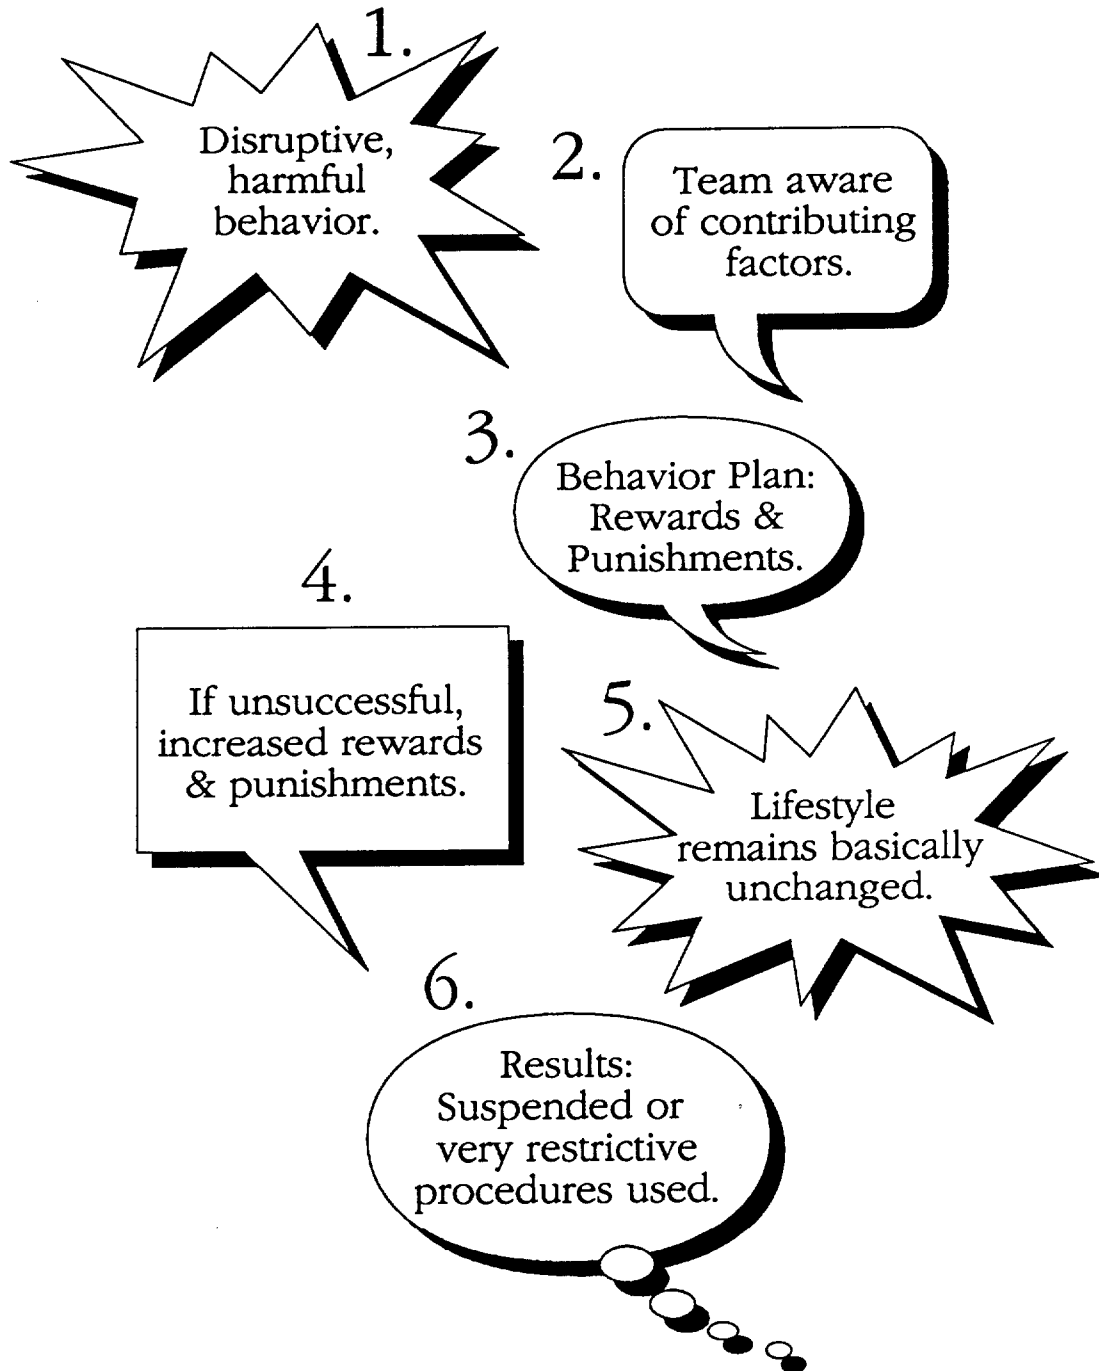 1.
Disruptive,
harmful
behavior.
2.
Team aware
of contributing
factors.
3.
Behavior Plan:
Rewards &
Punishments.
4.
If unsuccessful,
increased rewards
& punishments.
5.
Lifestyle
remains basically
unchanged.
6.
Results:
Suspended or
very restrictive
procedures used.